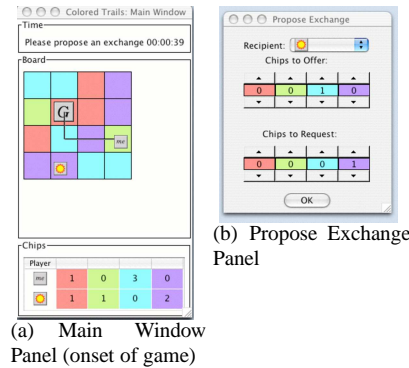 Colored Trails: Main Window
Time
Please propose an exchange 00:00:39
Board
G
me
Chips
Player
me 1 0 3 0
1 1 0 2
(a) Main Window
Panel (onset of game)
Propose Exchange
Recipient:
Chips to Offer:
0 0 1 0
Chips to Request:
0 0 0 1
OK
(b) Propose Exchange
Panel